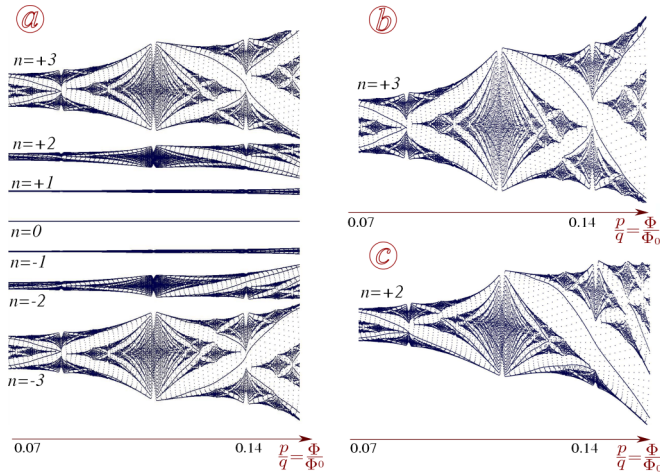 a
n=+3
n=+2
n=+1
n=0
n=-1
n=-2
n=-3
0.07
0.14
p/q = Φ/Φ0
b
n=+3
0.07
0.14
p/q = Φ/Φ0
c
n=+2
0.07
0.14
p/q = Φ/Φ0